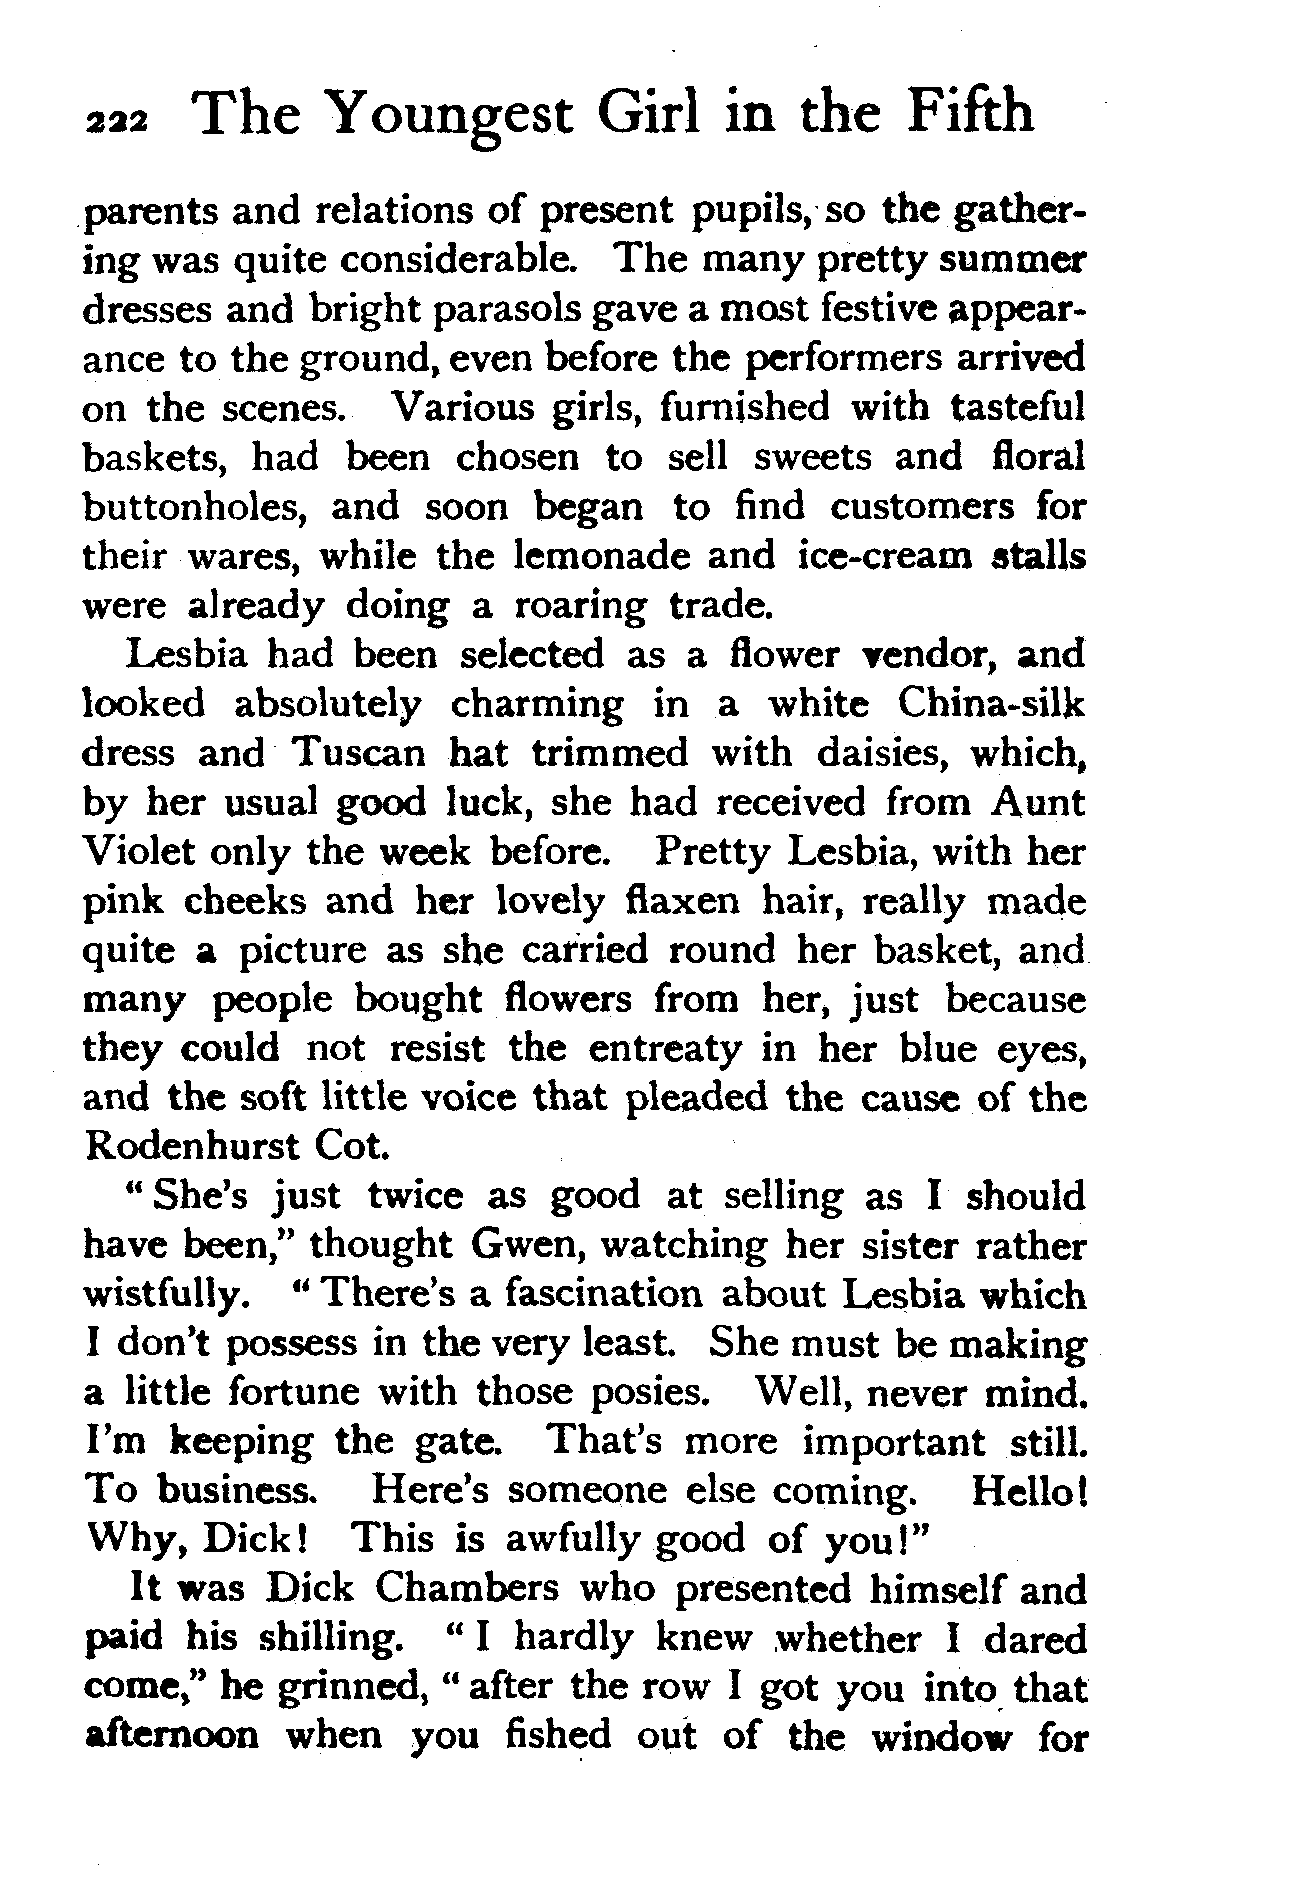 222 The Youngest Girl in the Fifth
parents and relations of present pupils, so the gather-
ing was quite considerable. The many pretty summer
dresses and bright parasols gave a most festive appear-
ance to the ground, even before the performers arrived
on the scenes. Various girls, furnished with tasteful
baskets, had been chosen to sell sweets and floral
buttonholes, and soon began to find customers for
their wares, while the lemonade and ice-cream stalls
were already doing a roaring trade.
Lesbia had been selected as a flower vendor, and
looked absolutely charming in a white China-silk
dress and Tuscan hat trimmed with daisies, which,
by her usual good luck, she had received from Aunt
Violet only the week before. Pretty Lesbia, with her
pink cheeks and her lovely flaxen hair, really made
quite a picture as she carried round her basket, and
many people bought flowers from her, just because
they could not resist the entreaty in her blue eyes,
and the soft little voice that pleaded the cause of the
Rodenhurst Cot.
“She's just twice as good at selling as I should
have been,” thought Gwen, watching her sister rather
wistfully. “There's a fascination about Lesbia which
I don't possess in the very least. She must be making
a little fortune with those posies. Well, never mind.
I'm keeping the gate. That's more important still.
To business. Here's someone else coming. Hello!
Why, Dick! This is awfully good of you!”
It was Dick Chambers who presented himself and
paid his shilling. “I hardly knew whether I dared
come,” he grinned, “after the row I got you into that
afternoon when you fished out of the window for